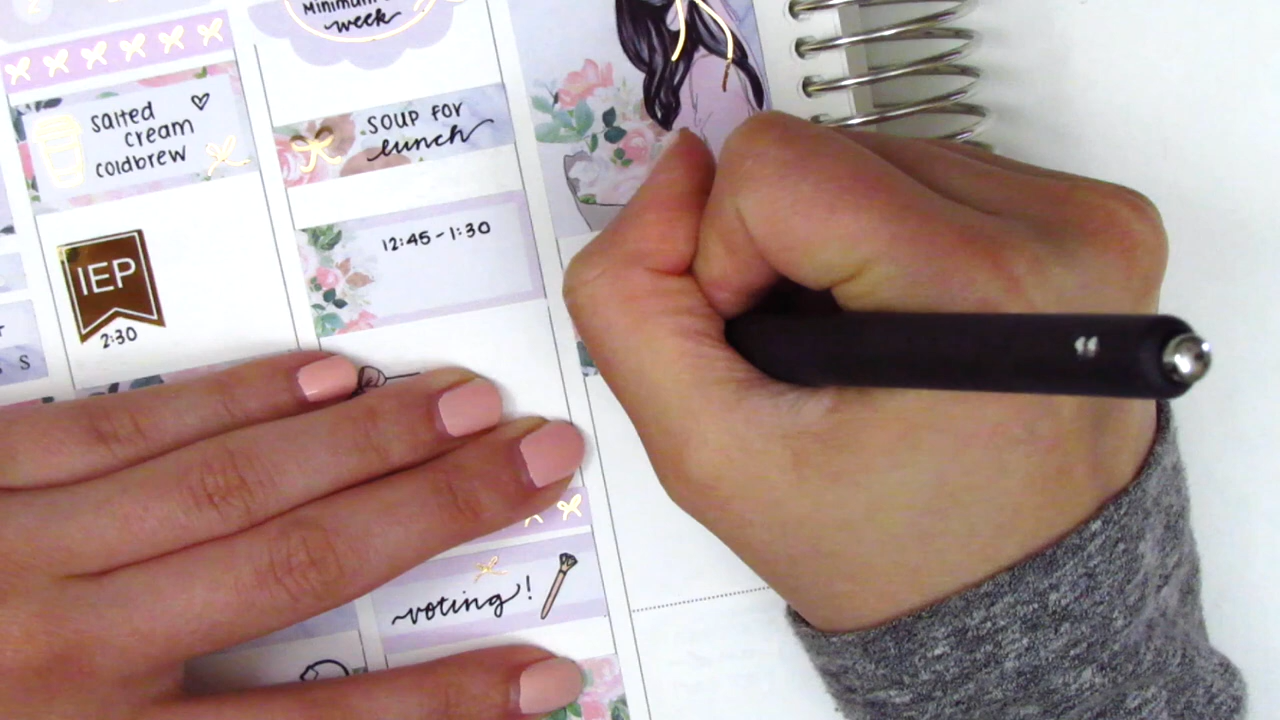 week
salted
cream
coldbrew
IEP
2:30
S
SOUP FOR
lunch
12:45-1:30
voting!